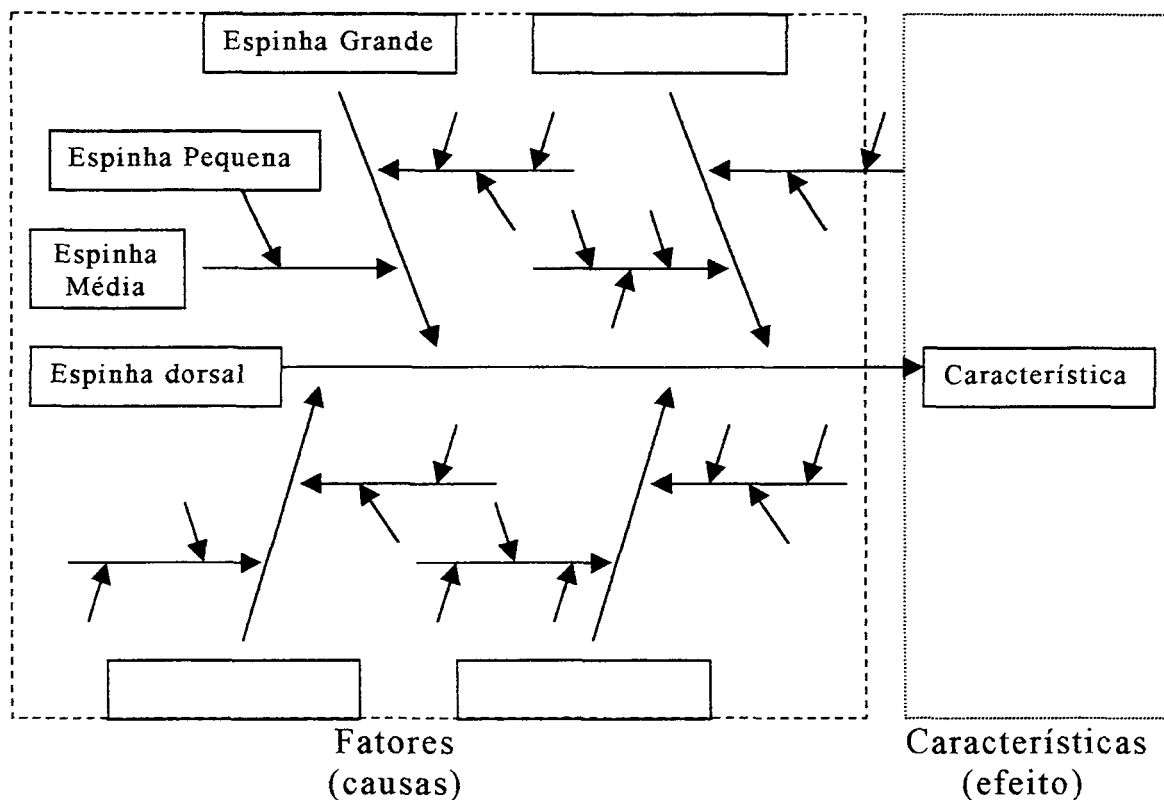 Espinha Grande
Espinha Pequena
Espinha
Média
Espinha dorsal
Característica
Fatores
(causas)
Características
(efeito)